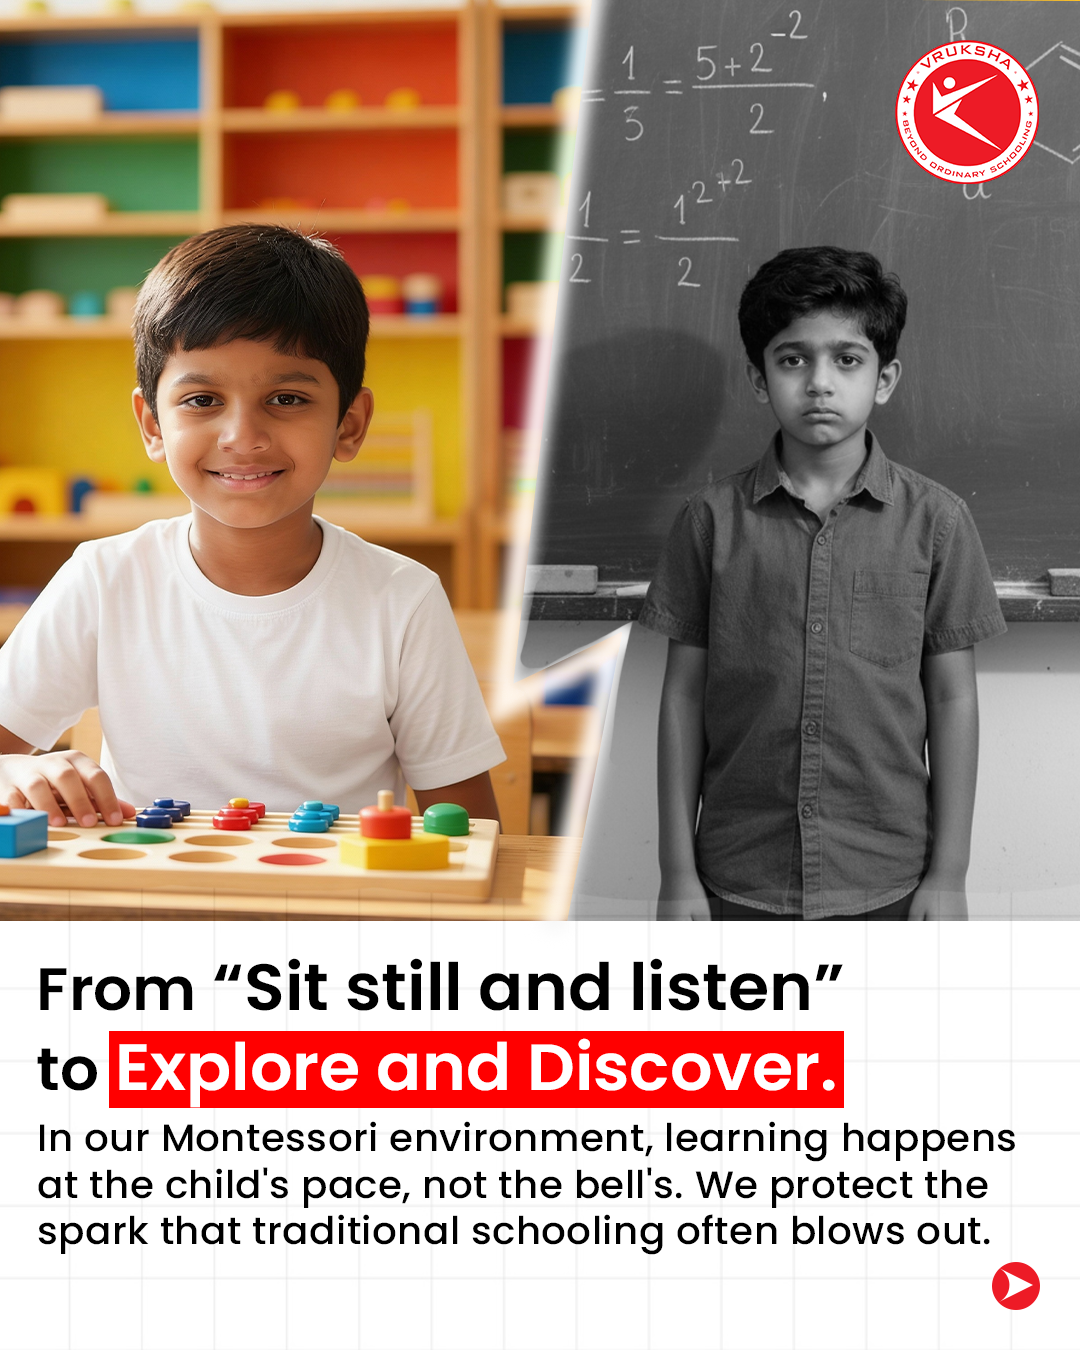 1/3 = 5+2⁻²/2,
1/2 = 1²⁺²/2
R
a
VRUKSHA
BEYOND ORDINARY SCHOOLING
From “Sit still and listen”
to Explore and Discover.
In our Montessori environment, learning happens
at the child's pace, not the bell's. We protect the
spark that traditional schooling often blows out.